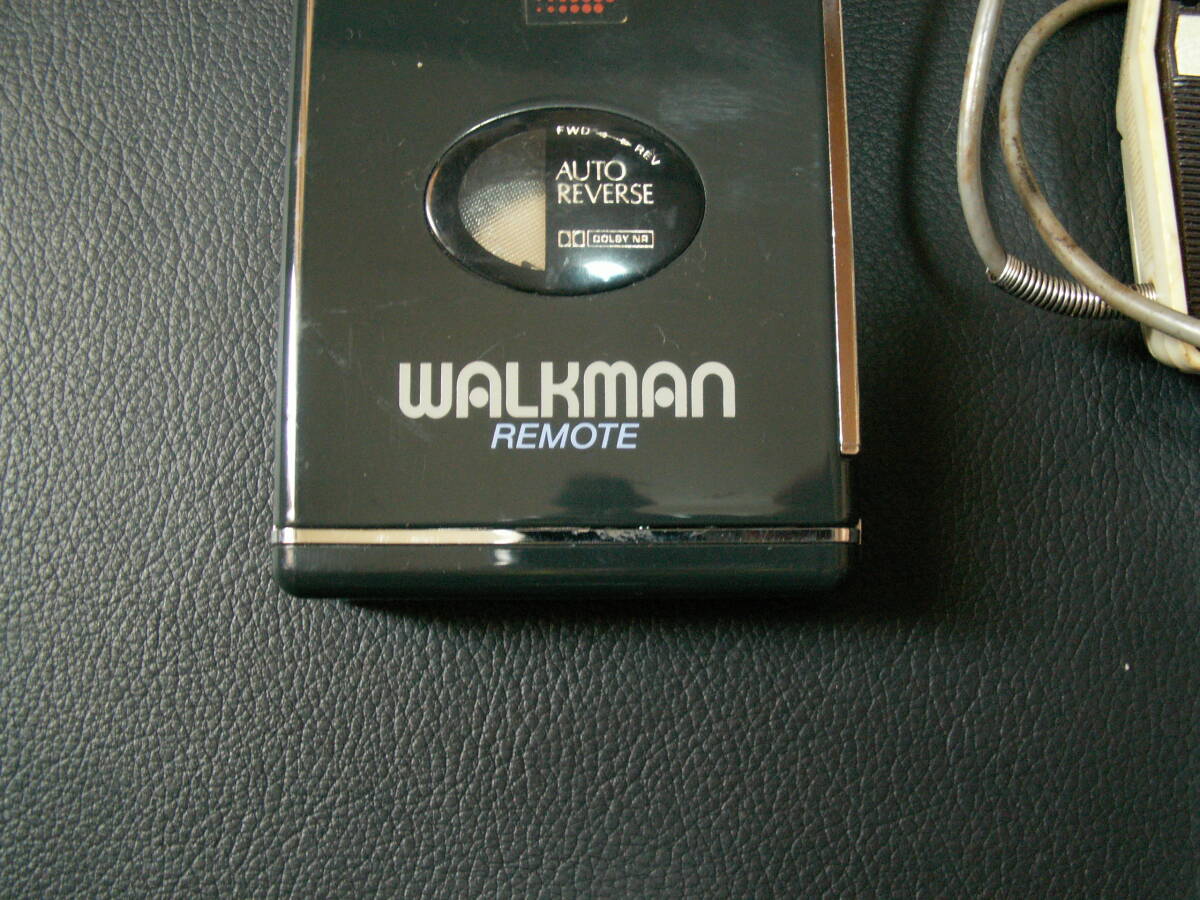 FWD
REV
AUTO
REVERSE
DOLBY NR
WALKMAN
REMOTE